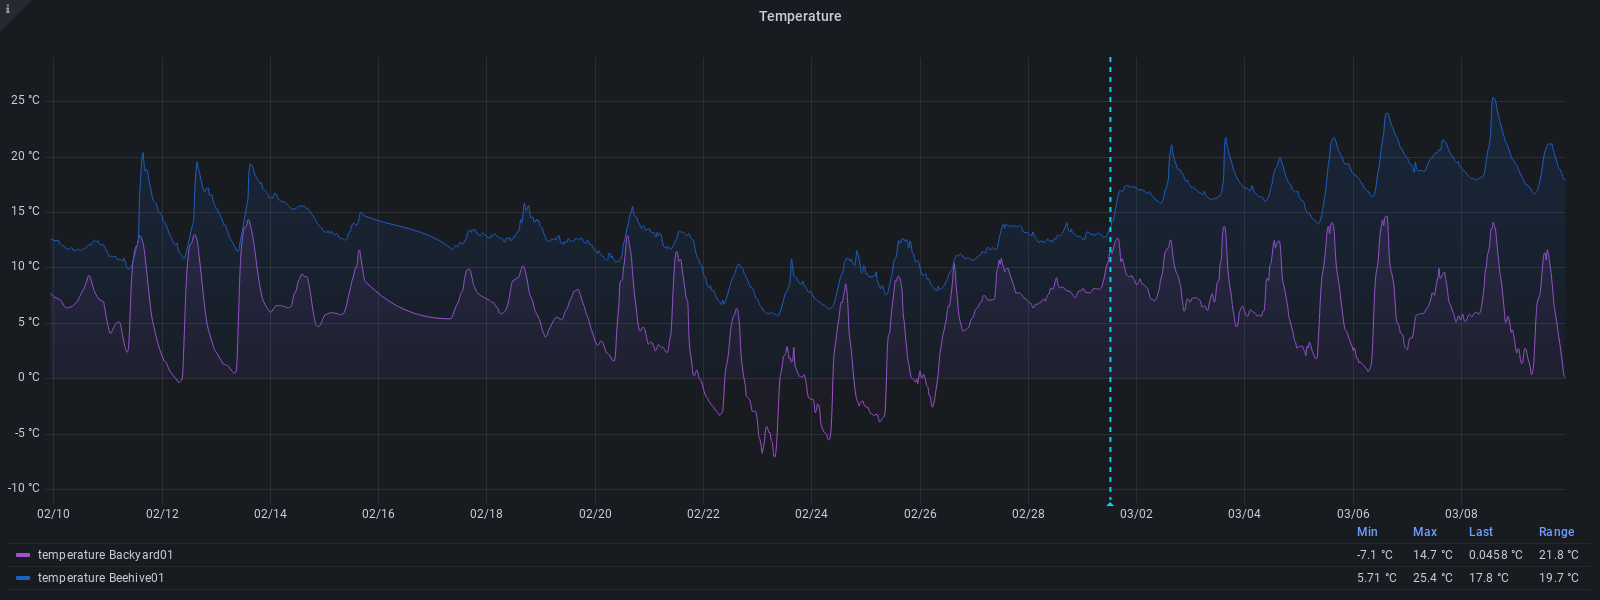 i
Temperature
25 °C
20 °C
15 °C
10 °C
5 °C
0 °C
-5 °C
-10 °C
02/10 02/12 02/14 02/16 02/18 02/20 02/22 02/24 02/26 02/28 03/02 03/04 03/06 03/08
Min Max Last Range
temperature Backyard01 -7.1 °C 14.7 °C 0.0458 °C 21.8 °C
temperature Beehive01 5.71 °C 25.4 °C 17.8 °C 19.7 °C